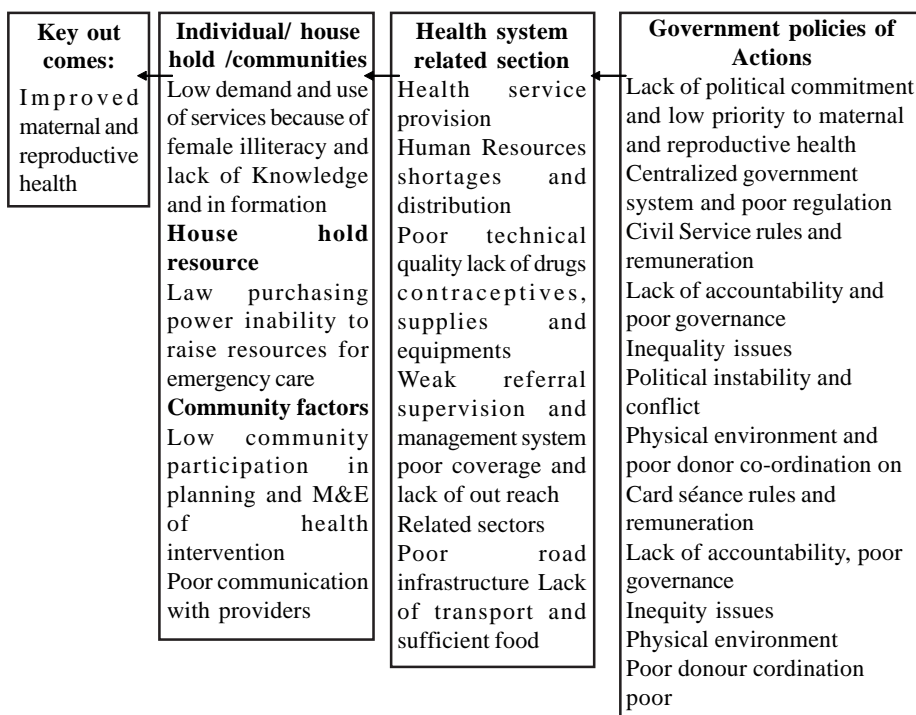 Key out
comes:
Improved
maternal and
reproductive
health
Individual/ house
hold /communities
Low demand and use
of services because of
female illiteracy and
lack of Knowledge
and in formation
House hold
resource
Law purchasing
power inability to
raise resources for
emergency care
Community factors
Low community
participation in
planning and M&E
of health
intervention
Poor communication
with providers
Health system
related section
Health service
provision
Human Resources
shortages and
distribution
Poor technical
quality lack of drugs
contraceptives,
supplies and
equipments
Weak referral
supervision and
management system
poor coverage and
lack of out reach
Related sectors
Poor road
infrastructure Lack
of transport and
sufficient food
Government policies of
Actions
Lack of political commitment
and low priority to maternal
and reproductive health
Centralized government
system and poor regulation
Civil Service rules and
remuneration
Lack of accountability and
poor governance
Inequality issues
Political instability and
conflict
Physical environment and
poor donor co-ordination on
Card séance rules and
remuneration
Lack of accountability, poor
governance
Inequity issues
Physical environment
Poor donour cordination
poor